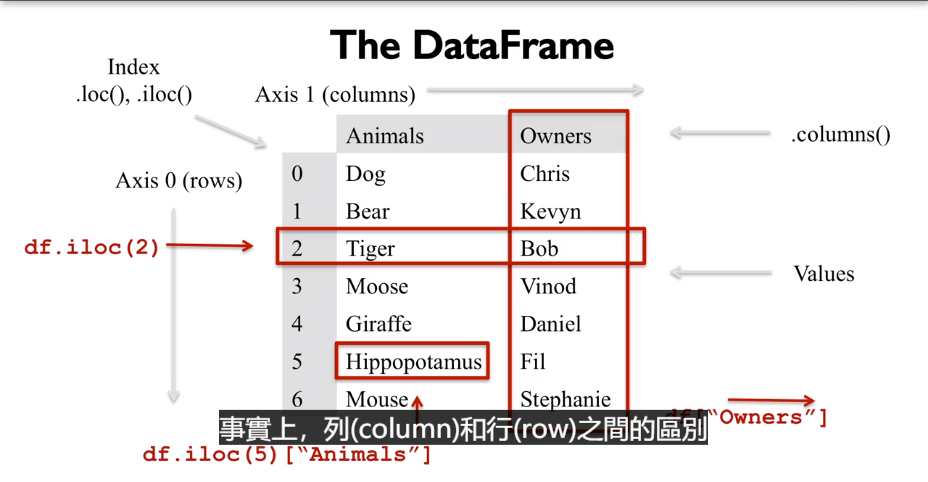 The DataFrame
Index
.loc(), .iloc()
Axis 1 (columns)
Animals Owners
.columns()
Axis 0 (rows)
0 Dog Chris
1 Bear Kevyn
df.iloc(2)
2 Tiger Bob
3 Moose Vinod
Values
4 Giraffe Daniel
5 Hippopotamus Fil
6 Mouse Stephanie
df["Owners”]
事實上，列(column)和行(row)之間的區別
df.iloc(5)[“Animals”]